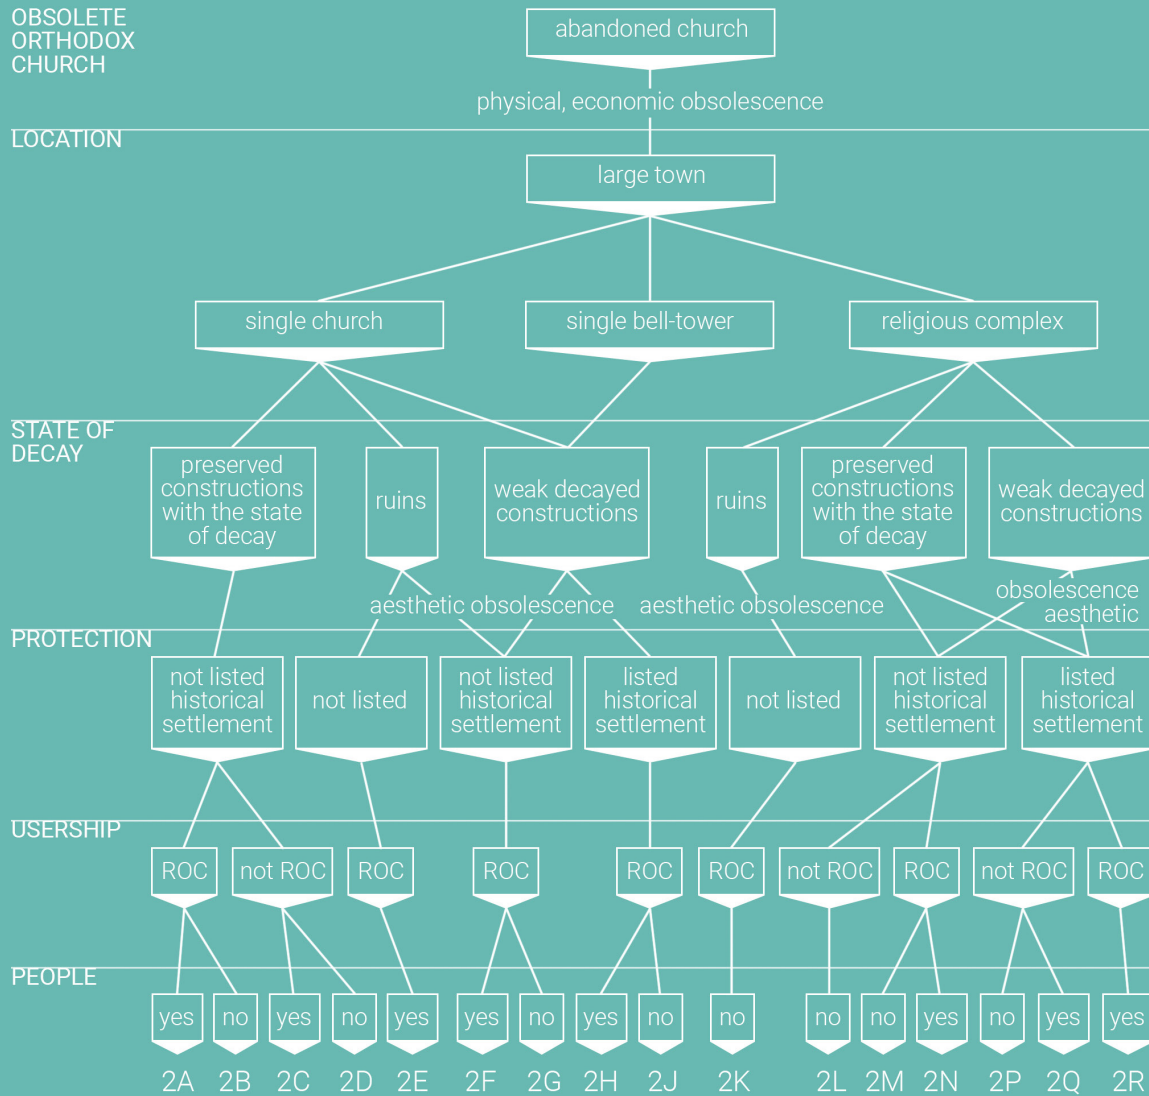 OBSOLETE
ORTHODOX
CHURCH
abandoned church
physical, economic obsolescence
LOCATION
large town
single church
single bell-tower
religious complex
STATE OF
DECAY
preserved
constructions
with the state
of decay
ruins
weak decayed
constructions
ruins
preserved
constructions
with the state
of decay
weak decayed
constructions
aesthetic obsolescence
aesthetic obsolescence
obsolescence
aesthetic
PROTECTION
not listed
historical
settlement
not listed
not listed
historical
settlement
listed
historical
settlement
not listed
not listed
historical
settlement
listed
historical
settlement
USERSHIP
ROC
not ROC
ROC
ROC
ROC
ROC
not ROC
ROC
not ROC
ROC
PEOPLE
yes
no
yes
no
yes
yes
no
yes
no
no
no
no
yes
no
yes
yes
2A
2B
2C
2D
2E
2F
2G
2H
2J
2K
2L
2M
2N
2P
2Q
2R